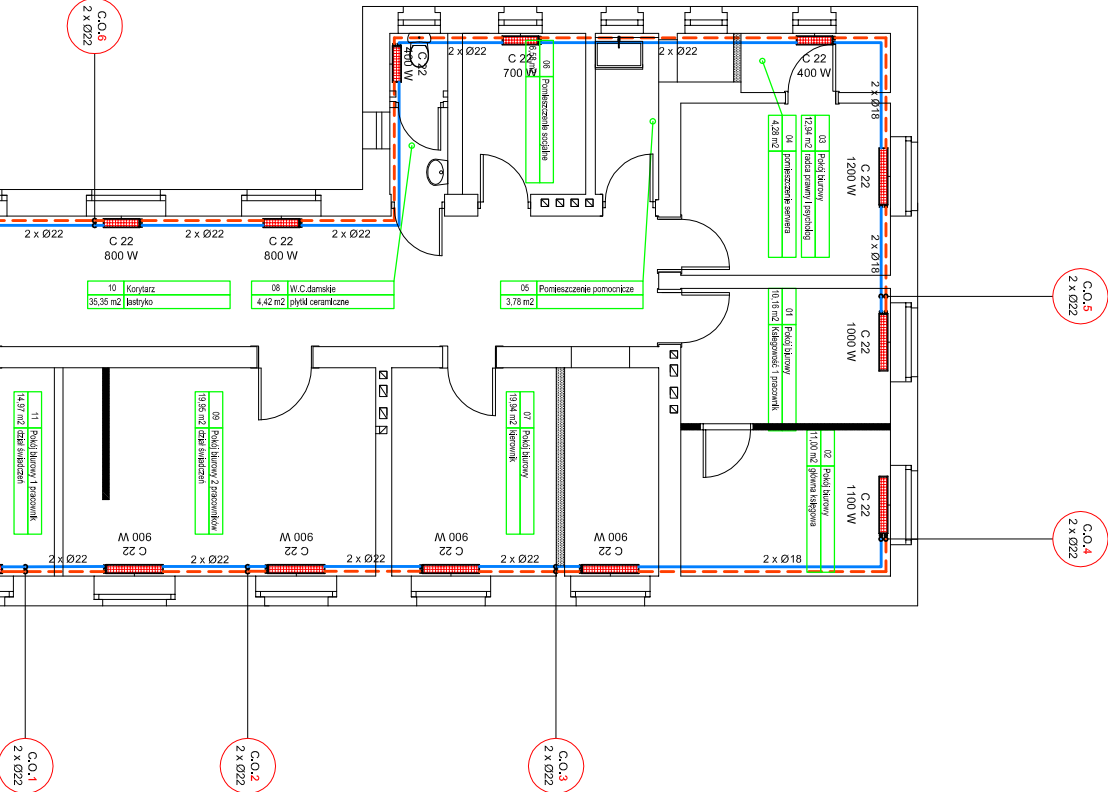 C.O.6
2 x Ø22
2 x Ø22
C 22
400 W
C 22
700 W
2 x Ø22
C 22
400 W
2 x Ø18
06 Pomieszczenie socjalne
03 Pokój biurowy
12,94 m2 radca prawny i psycholog
04 pomieszczenie serwera
4,28 m2
C 22
1200 W
2 x Ø18
2 x Ø22
C 22
800 W
2 x Ø22
C 22
800 W
2 x Ø22
10 Korytarz
35,35 m2 lastryko
08 W.C.damskie
4,42 m2 płytki ceramiczne
05 Pomieszczenie pomocnicze
3,78 m2
C.O.5
2 x Ø22
01 Pokój biurowy
10,16 m2 Księgowość 1 pracownik
C 22
1000 W
11 Pokój biurowy 1 pracownik
14,97 m2 dział świadczeń
09 Pokój biurowy 2 pracowników
19,95 m2 dział świadczeń
07 Pokój biurowy
19,94 m2 kierownik
02 Pokój biurowy
11,00 m2 główna księgowa
C 22
1100 W
C.O.4
2 x Ø22
2 x Ø22
C 22
900 W
2 x Ø22
C 22
900 W
2 x Ø22
C 22
900 W
2 x Ø22
C 22
900 W
2 x Ø18
C.O.1
2 x Ø22
C.O.2
2 x Ø22
C.O.3
2 x Ø22